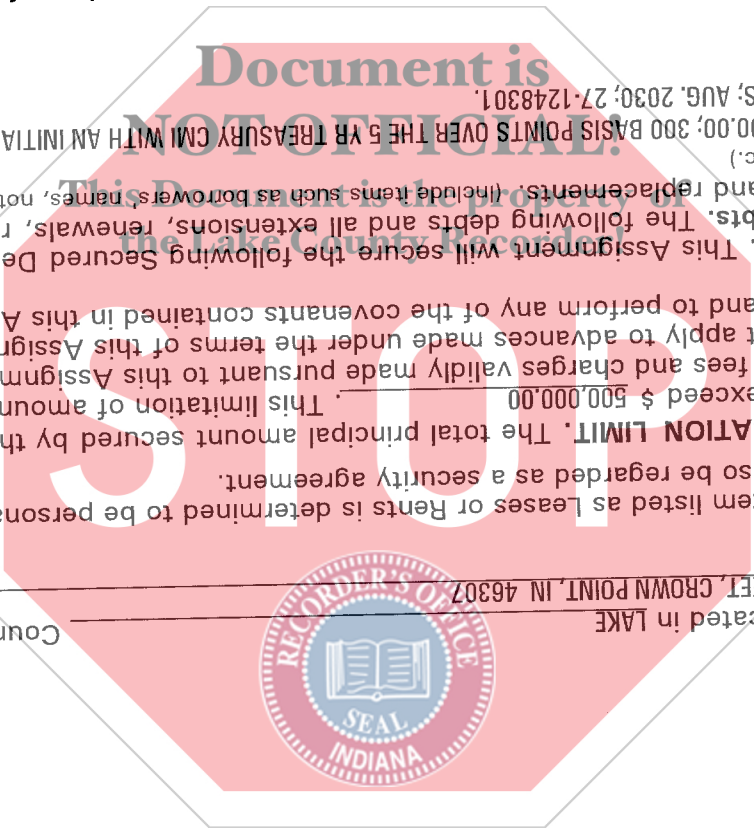 Document is
NOT OFFICIAL!
This Document is the property of
the Lake County Recorder!
STOP
RECORDER'S OFFICE
SEAL
INDIANA
cated in LAKE Coun
ET, CROWN POINT, IN 46307
em listed as Leases or Rents is determined to be persona
so be regarded as a security agreement.
ATION LIMIT. The total principal amount secured by th
exceed $ 500,000.00 . This limitation of amoun
fees and charges validly made pursuant to this Assignm
t apply to advances made under the terms of this Assign
and to perform any of the covenants contained in this A
. This Assignment will secure the following Secured De
bts. The following debts and all extensions, renewals, r
and replacements. (Include items such as borrowers' names, not
c.)
00.00; 300 BASIS POINTS OVER THE 5 YR TREASURY CMI WITH AN INITIA
S; AUG. 2030; 27-1248301.